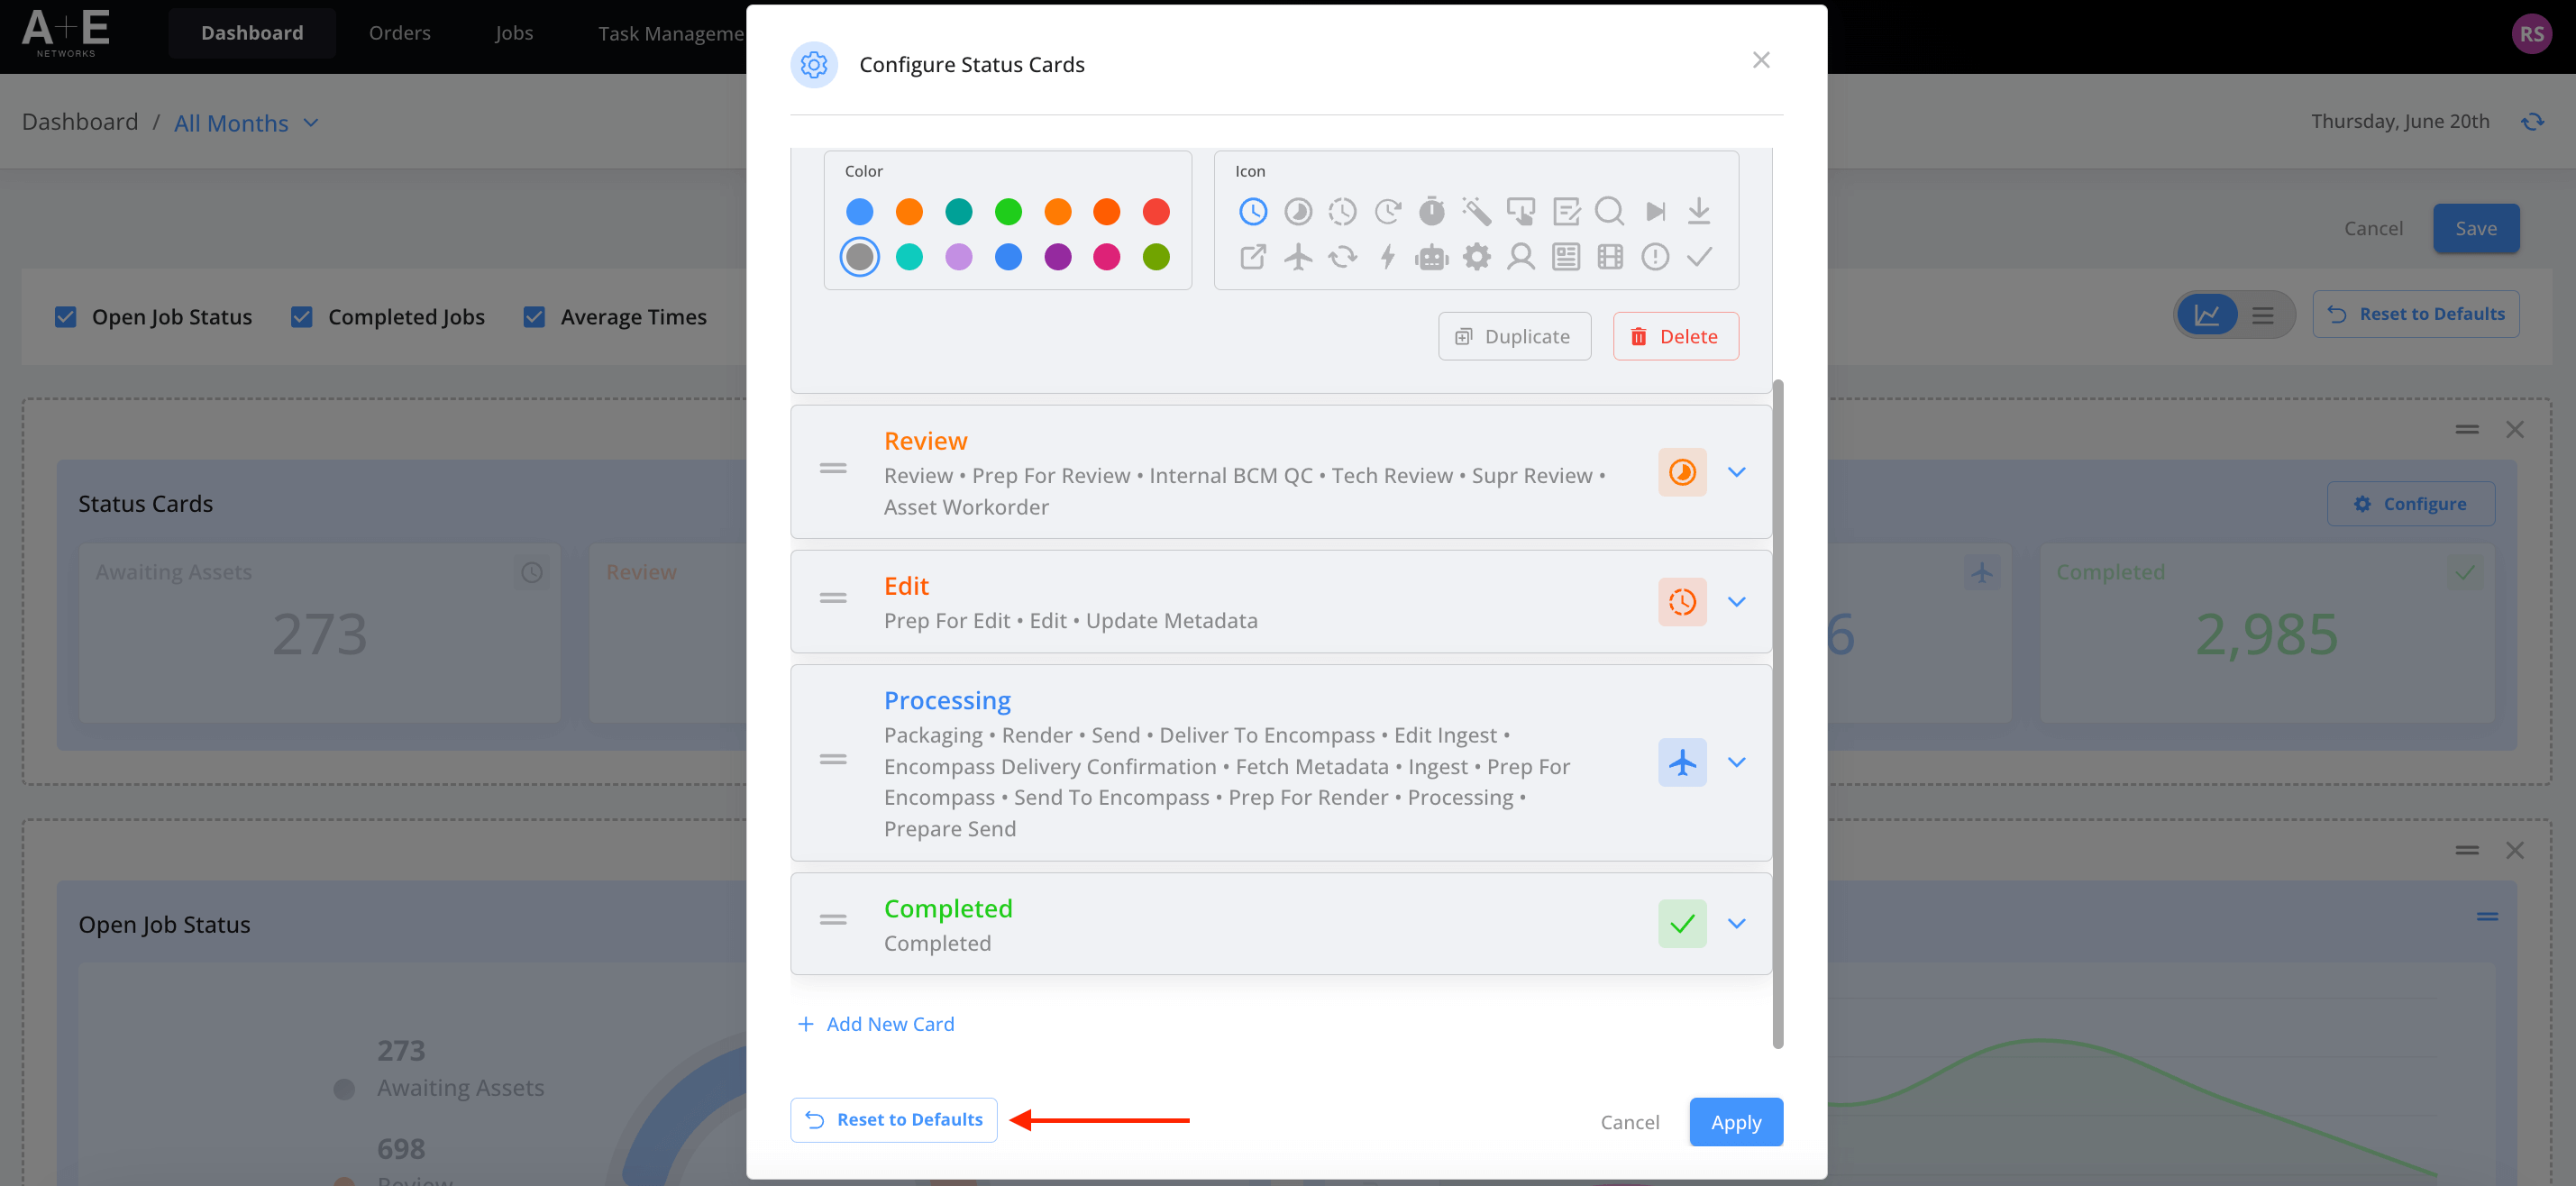 A+E
NETWORKS
Dashboard
Orders
Jobs
Task Manageme
RS
Dashboard / All Months
Thursday, June 20th
Cancel
Save
Open Job Status
Completed Jobs
Average Times
Reset to Defaults
Status Cards
Configure
Awaiting Assets
273
Review
6
Completed
2,985
Open Job Status
273
Awaiting Assets
698
Review
Configure Status Cards
Color
Icon
Duplicate
Delete
Review
Review • Prep For Review • Internal BCM QC • Tech Review • Supr Review •
Asset Workorder
Edit
Prep For Edit • Edit • Update Metadata
Processing
Packaging • Render • Send • Deliver To Encompass • Edit Ingest •
Encompass Delivery Confirmation • Fetch Metadata • Ingest • Prep For
Encompass • Send To Encompass • Prep For Render • Processing •
Prepare Send
Completed
Completed
+ Add New Card
Reset to Defaults
Cancel
Apply